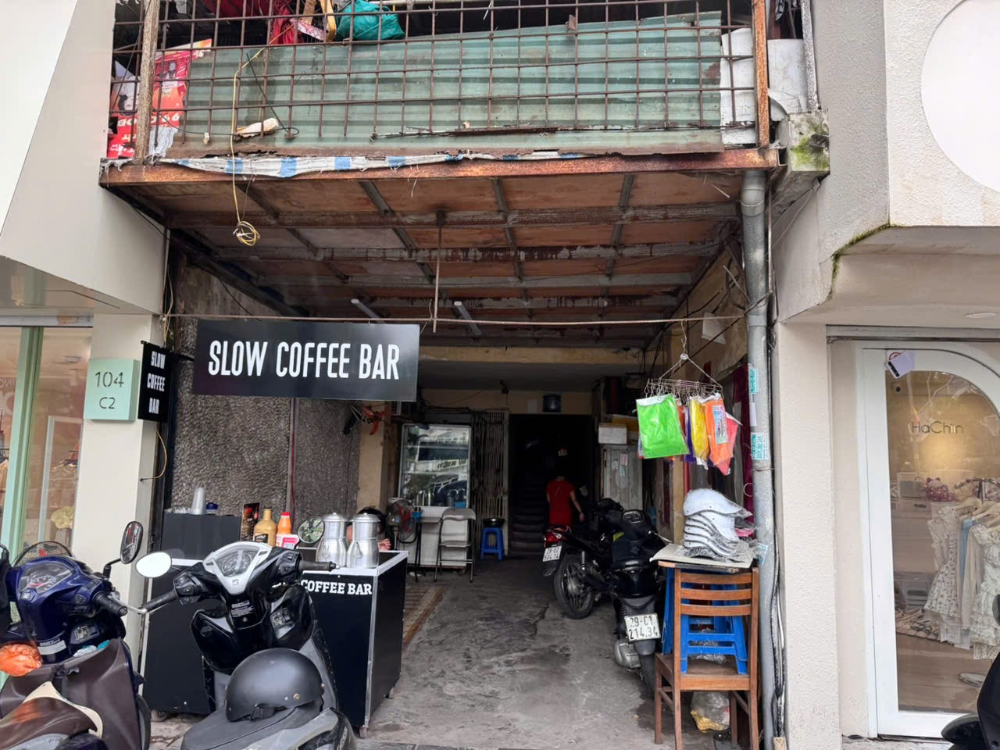 SLOW COFFEE BAR
SLOW
COFFEE
BAR
104
C2
COFFEE BAR
HaChin
29-C1
214.34